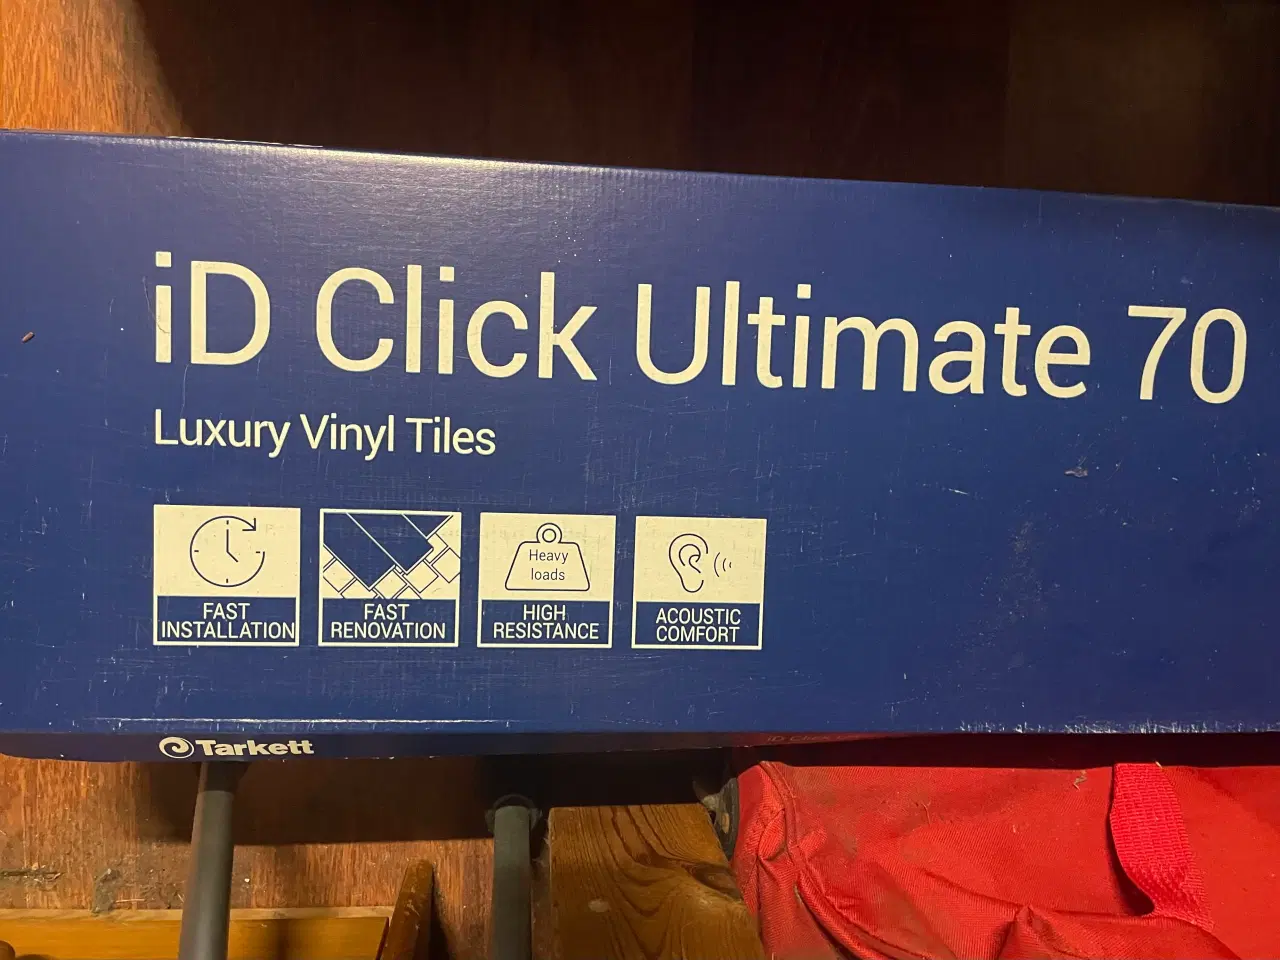 iD Click Ultimate 70
Luxury Vinyl Tiles
FAST
INSTALLATION
FAST
RENOVATION
Heavy
loads
HIGH
RESISTANCE
ACOUSTIC
COMFORT
Tarkett